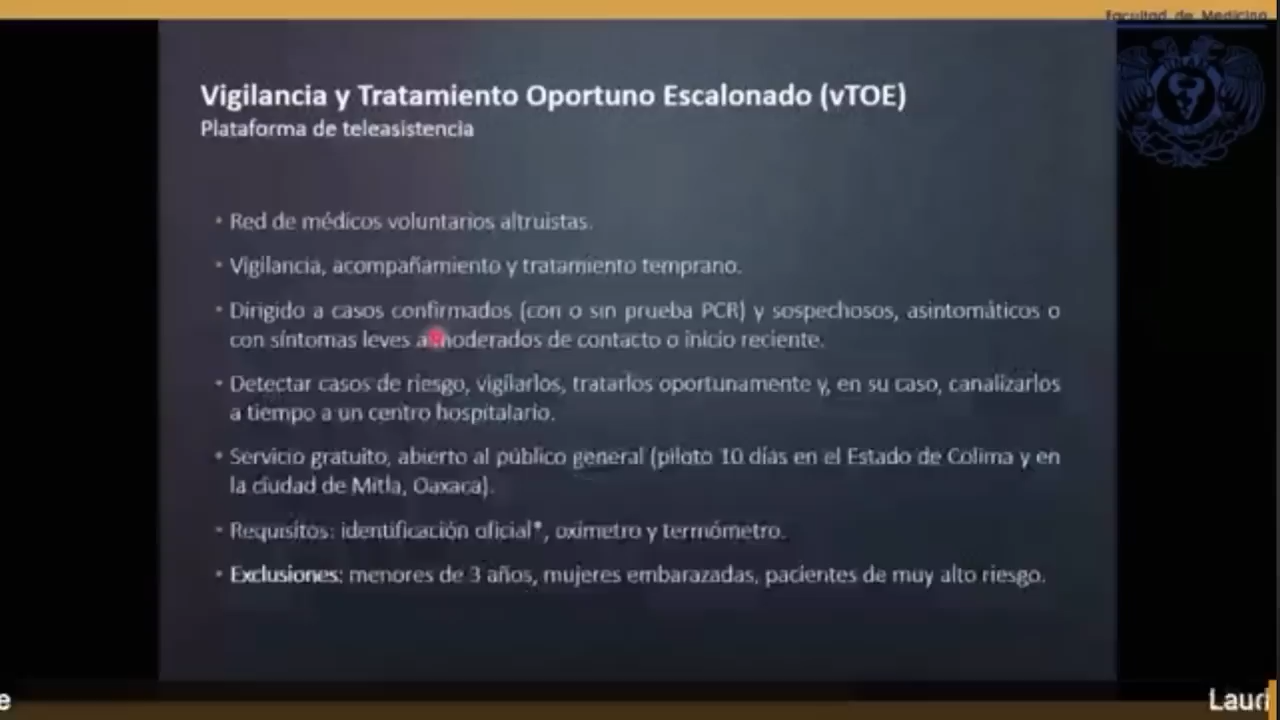 Facultad de Medicina
Vigilancia y Tratamiento Oportuno Escalonado (vTOE)
Plataforma de teleasistencia
• Red de médicos voluntarios altruistas.
• Vigilancia, acompañamiento y tratamiento temprano.
• Dirigido a casos confirmados (con o sin prueba PCR) y sospechosos, asintomáticos o
con síntomas leves a moderados de contacto o inicio reciente.
• Detectar casos de riesgo, vigilarlos, tratarlos oportunamente y, en su caso, canalizarlos
a tiempo a un centro hospitalario.
• Servicio gratuito, abierto al público general (piloto 10 días en el Estado de Colima y en
la ciudad de Mitla, Oaxaca).
• Requisitos: identificación oficial*, oxímetro y termómetro.
• Exclusiones: menores de 3 años, mujeres embarazadas, pacientes de muy alto riesgo.
e
Laud